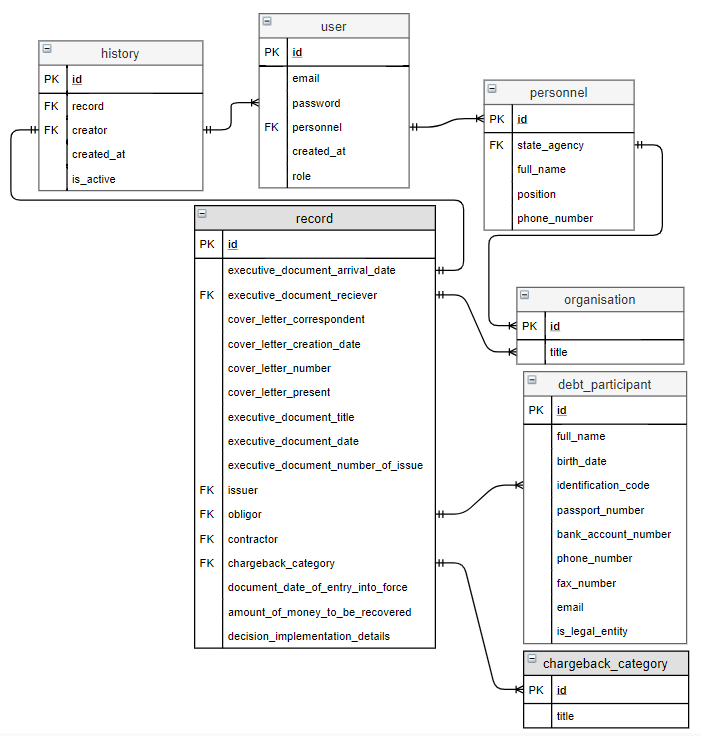 history
PK id
FK record
FK creator
created_at
is_active
user
PK id
email
password
FK personnel
created_at
role
personnel
PK id
FK state_agency
full_name
position
phone_number
record
PK id
executive_document_arrival_date
FK executive_document_reciever
cover_letter_correspondent
cover_letter_creation_date
cover_letter_number
cover_letter_present
executive_document_title
executive_document_date
executive_document_number_of_issue
FK issuer
FK obligor
FK contractor
FK chargeback_category
document_date_of_entry_into_force
amount_of_money_to_be_recovered
decision_implementation_details
organisation
PK id
title
debt_participant
PK id
full_name
birth_date
identification_code
passport_number
bank_account_number
phone_number
fax_number
email
is_legal_entity
chargeback_category
PK id
title